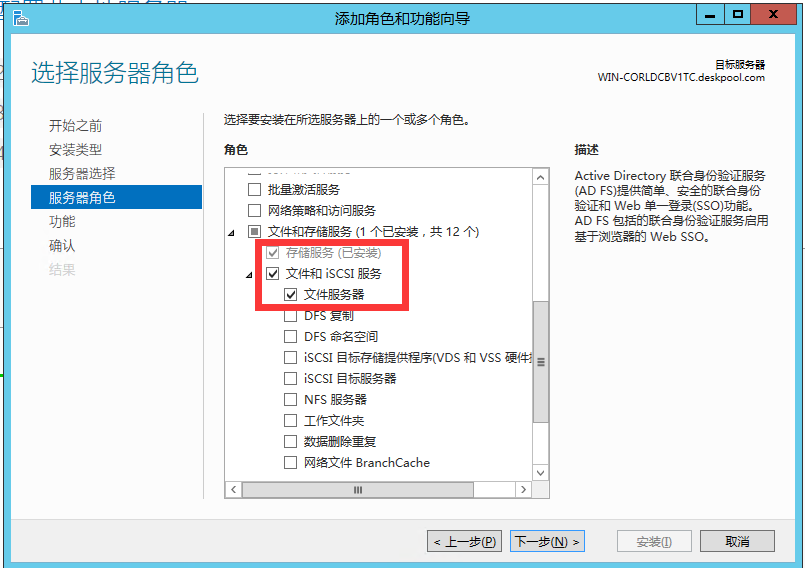 添加角色和功能向导
选择服务器角色
目标服务器
WIN-CORLDCBV1TC.deskpool.com
开始之前
安装类型
服务器选择
服务器角色
功能
确认
结果
选择要安装在所选服务器上的一个或多个角色。
角色
批量激活服务
网络策略和访问服务
文件和存储服务 (1 个已安装，共 12 个)
存储服务 (已安装)
文件和 iSCSI 服务
文件服务器
DFS 复制
DFS 命名空间
iSCSI 目标存储提供程序(VDS 和 VSS 硬件
iSCSI 目标服务器
NFS 服务器
工作文件夹
数据删除重复
网络文件 BranchCache
描述
Active Directory 联合身份验证服务
(AD FS)提供简单、安全的联合身份
验证和 Web 单一登录(SSO)功能。
AD FS 包括的联合身份验证服务启用
基于浏览器的 Web SSO。
< 上一步(P)
下一步(N) >
安装(I)
取消